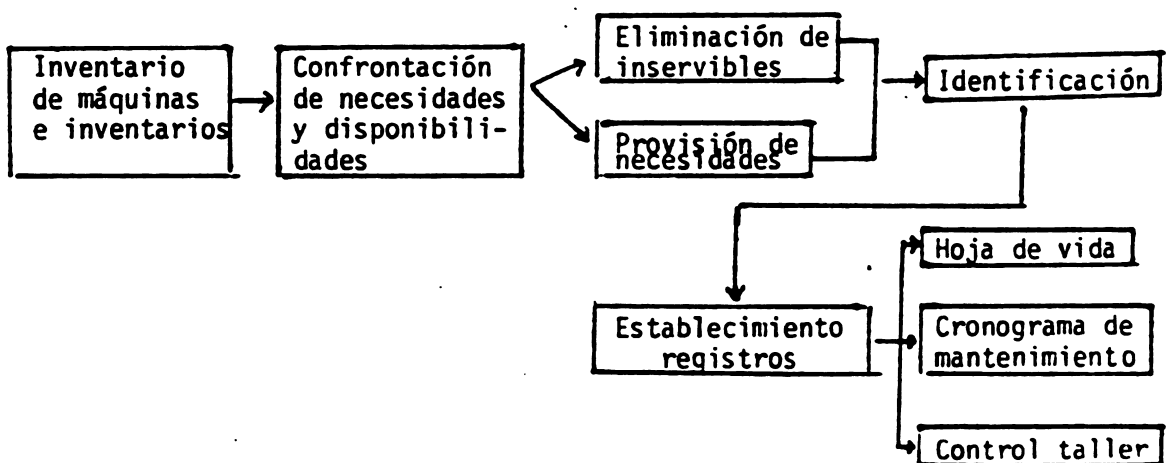 Inventario
de máquinas
e inventarios
Confrontación
de necesidades
y disponibili-
dades
Eliminación de
inservibles
Provisión de
necesidades
Identificación
Establecimiento
registros
Hoja de vida
Cronograma de
mantenimiento
Control taller